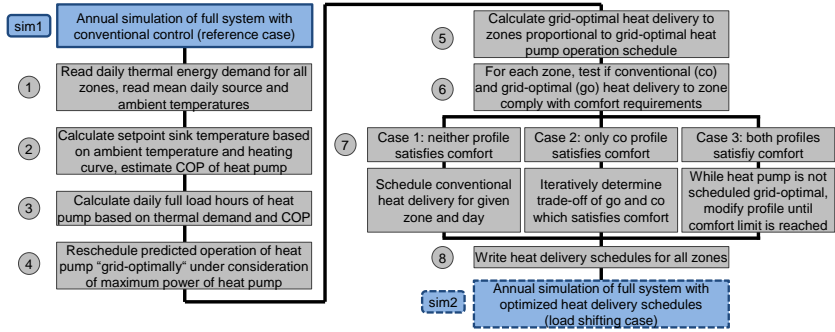 sim1
Annual simulation of full system with
conventional control (reference case)
1
Read daily thermal energy demand for all
zones, read mean daily source and
ambient temperatures
2
Calculate setpoint sink temperature based
on ambient temperature and heating
curve, estimate COP of heat pump
3
Calculate daily full load hours of heat
pump based on thermal demand and COP
4
Reschedule predicted operation of heat
pump “grid-optimally“ under consideration
of maximum power of heat pump
5
Calculate grid-optimal heat delivery to
zones proportional to grid-optimal heat
pump operation schedule
6
For each zone, test if conventional (co)
and grid-optimal (go) heat delivery to zone
comply with comfort requirements
7
Case 1: neither profile
satisfies comfort
Case 2: only co profile
satisfies comfort
Case 3: both profiles
satisfiy comfort
Schedule conventional
heat delivery for given
zone and day
Iteratively determine
trade-off of go and co
which satisfies comfort
While heat pump is not
scheduled grid-optimal,
modify profile until
comfort limit is reached
8
Write heat delivery schedules for all zones
sim2
Annual simulation of full system with
optimized heat delivery schedules
(load shifting case)